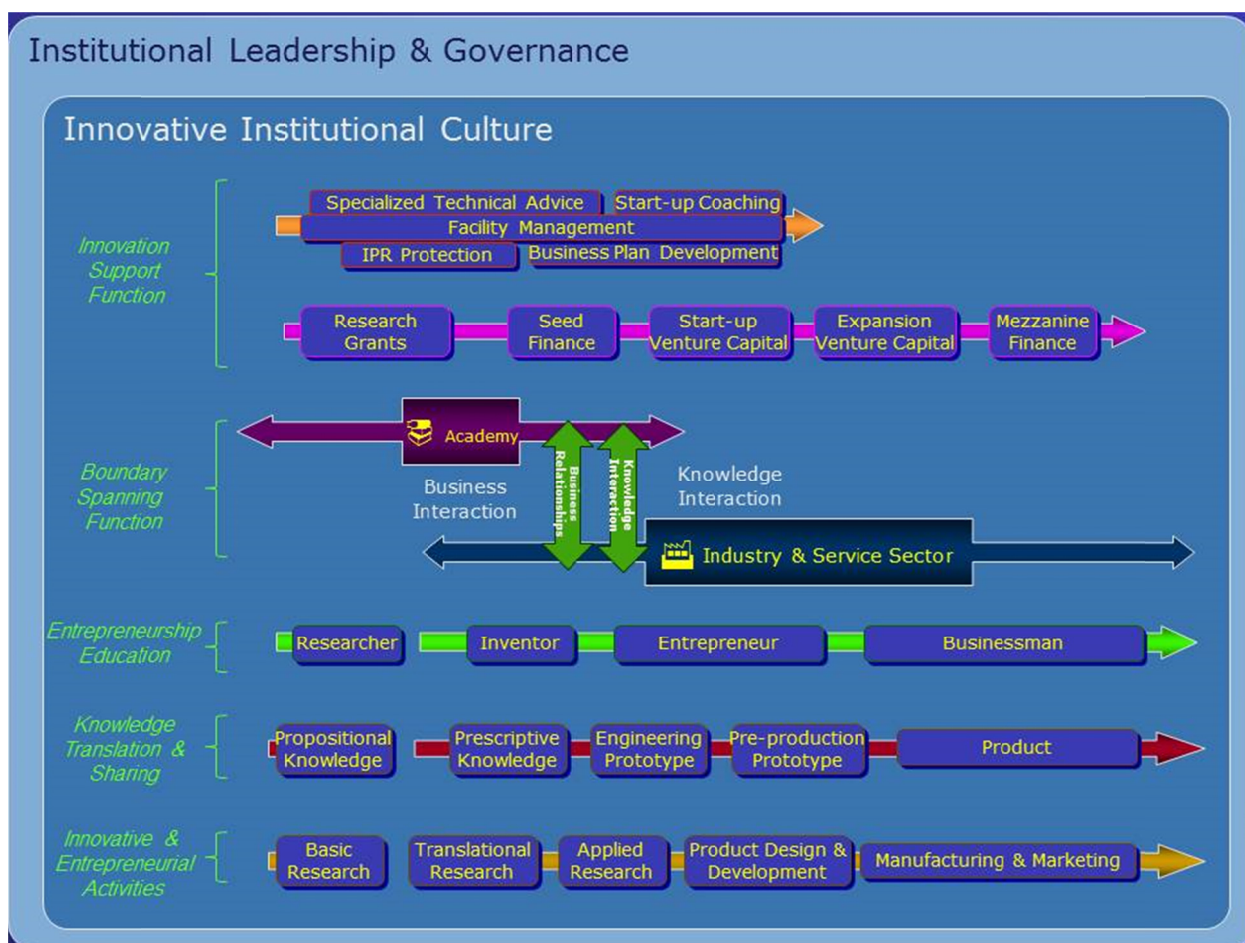 Institutional Leadership & Governance
Innovative Institutional Culture
Innovation
Support
Function
Specialized Technical Advice
Start-up Coaching
Facility Management
IPR Protection
Business Plan Development
Research
Grants
Seed
Finance
Start-up
Venture Capital
Expansion
Venture Capital
Mezzanine
Finance
Boundary
Spanning
Function
Academy
Business
Interaction
Business
Relationships
Knowledge
Interaction
Knowledge
Interaction
Industry & Service Sector
Entrepreneurship
Education
Researcher
Inventor
Entrepreneur
Businessman
Knowledge
Translation &
Sharing
Propositional
Knowledge
Prescriptive
Knowledge
Engineering
Prototype
Pre-production
Prototype
Product
Innovative &
Entrepreneurial
Activities
Basic
Research
Translational
Research
Applied
Research
Product Design &
Development
Manufacturing & Marketing